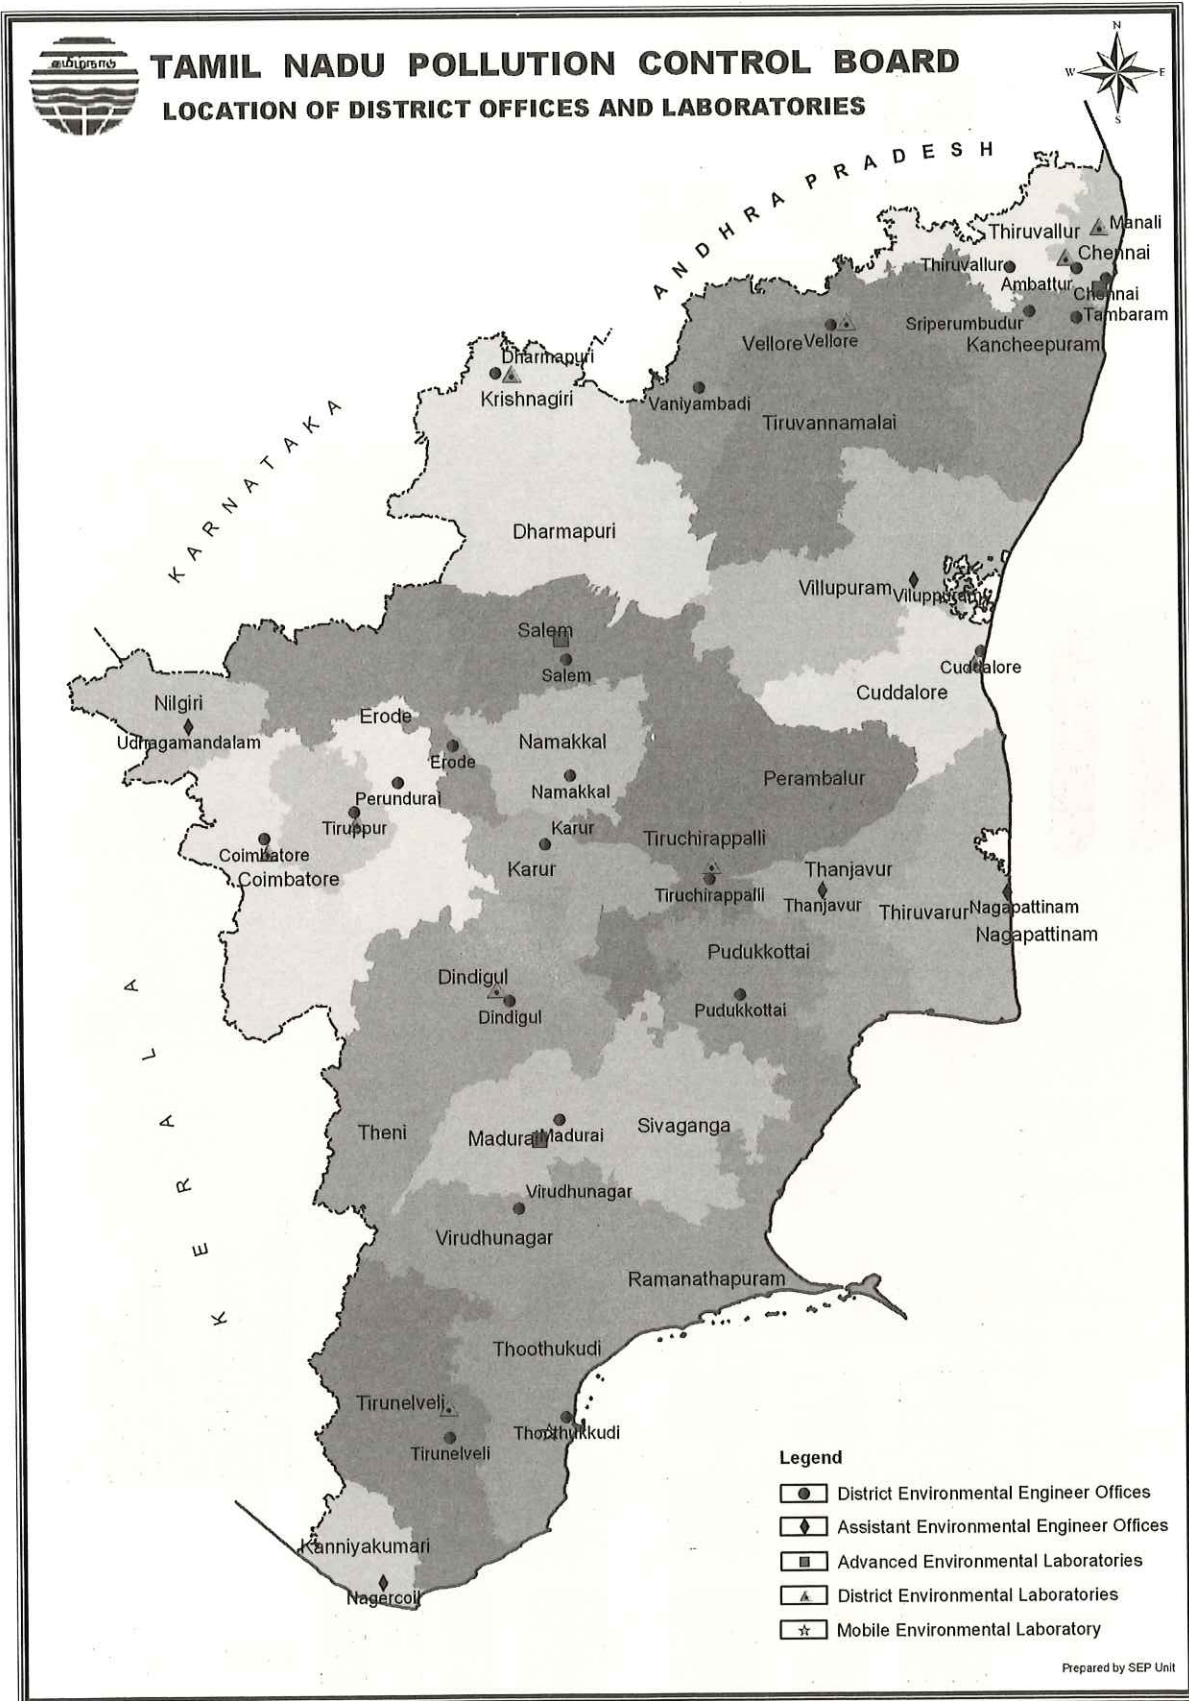 தமிழ்நாடு
TAMIL NADU POLLUTION CONTROL BOARD
LOCATION OF DISTRICT OFFICES AND LABORATORIES
N
W
E
S
ANDHRA PRADESH
KARNATAKA
KERALA
Manali
Thiruvallur
Chennai
Thiruvallur
Ambattur
Chennai
Tambaram
Sriperumbudur
Kancheepuram
Vellore
Vellore
Dharmapuri
Krishnagiri
Vaniyambadi
Tiruvannamalai
Dharmapuri
Villupuram
Viluppuram
Salem
Salem
Cuddalore
Cuddalore
Nilgiri
Udhagamandalam
Erode
Erode
Namakkal
Namakkal
Perambalur
Perundurai
Tiruppur
Karur
Karur
Coimbatore
Coimbatore
Tiruchirappalli
Tiruchirappalli
Thanjavur
Thanjavur
Thiruvarur
Nagapattinam
Nagapattinam
Pudukkottai
Pudukkottai
Dindigul
Dindigul
Theni
Madurai
Madurai
Sivaganga
Virudhunagar
Virudhunagar
Ramanathapuram
Thoothukudi
Tirunelveli
Tirunelveli
Thoothukkudi
Kanniyakumari
Nagercoil
Legend
District Environmental Engineer Offices
Assistant Environmental Engineer Offices
Advanced Environmental Laboratories
District Environmental Laboratories
Mobile Environmental Laboratory
Prepared by SEP Unit